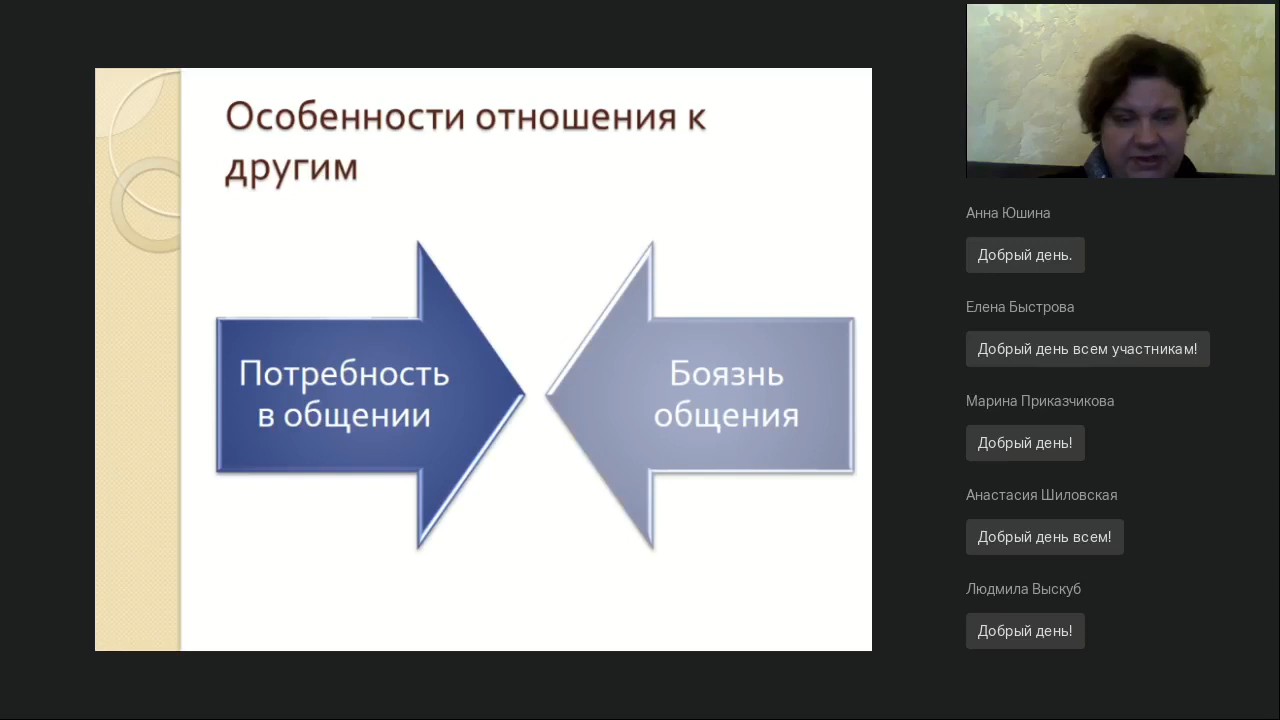 Особенности отношения к
другим
Потребность
в общении
Боязнь
общения
Анна Юшина
Добрый день.
Елена Быстрова
Добрый день всем участникам!
Марина Приказчикова
Добрый день!
Анастасия Шиловская
Добрый день всем!
Людмила Выскуб
Добрый день!